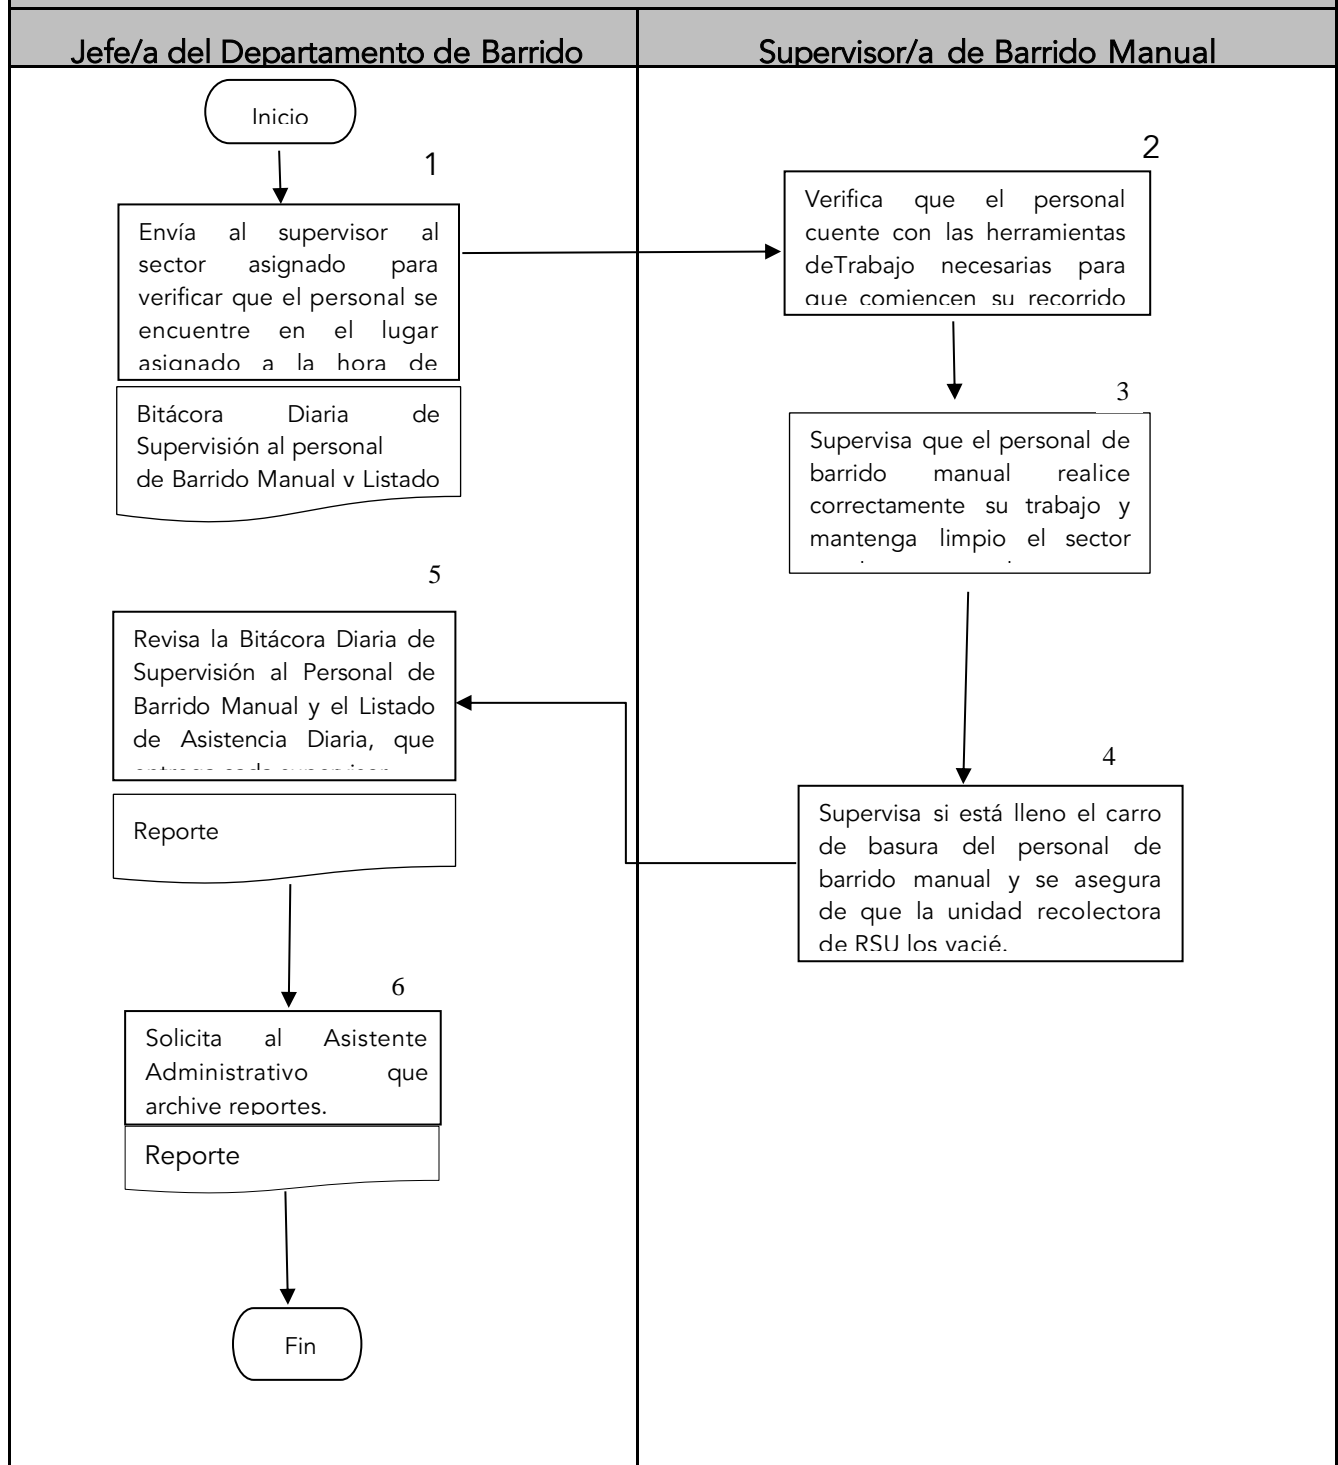 Jefe/a del Departamento de Barrido
Supervisor/a de Barrido Manual
Inicio
1
Envía al supervisor al
sector asignado para
verificar que el personal se
encuentre en el lugar
asignado a la hora de
Bitácora Diaria de
Supervisión al personal
de Barrido Manual y Listado
2
Verifica que el personal
cuente con las herramientas
deTrabajo necesarias para
que comiencen su recorrido
3
Supervisa que el personal de
barrido manual realice
correctamente su trabajo y
mantenga limpio el sector
4
Supervisa si está lleno el carro
de basura del personal de
barrido manual y se asegura
de que la unidad recolectora
de RSU los vacié.
5
Revisa la Bitácora Diaria de
Supervisión al Personal de
Barrido Manual y el Listado
de Asistencia Diaria, que
entrega cada supervisor
Reporte
6
Solicita al Asistente
Administrativo que
archive reportes.
Reporte
Fin